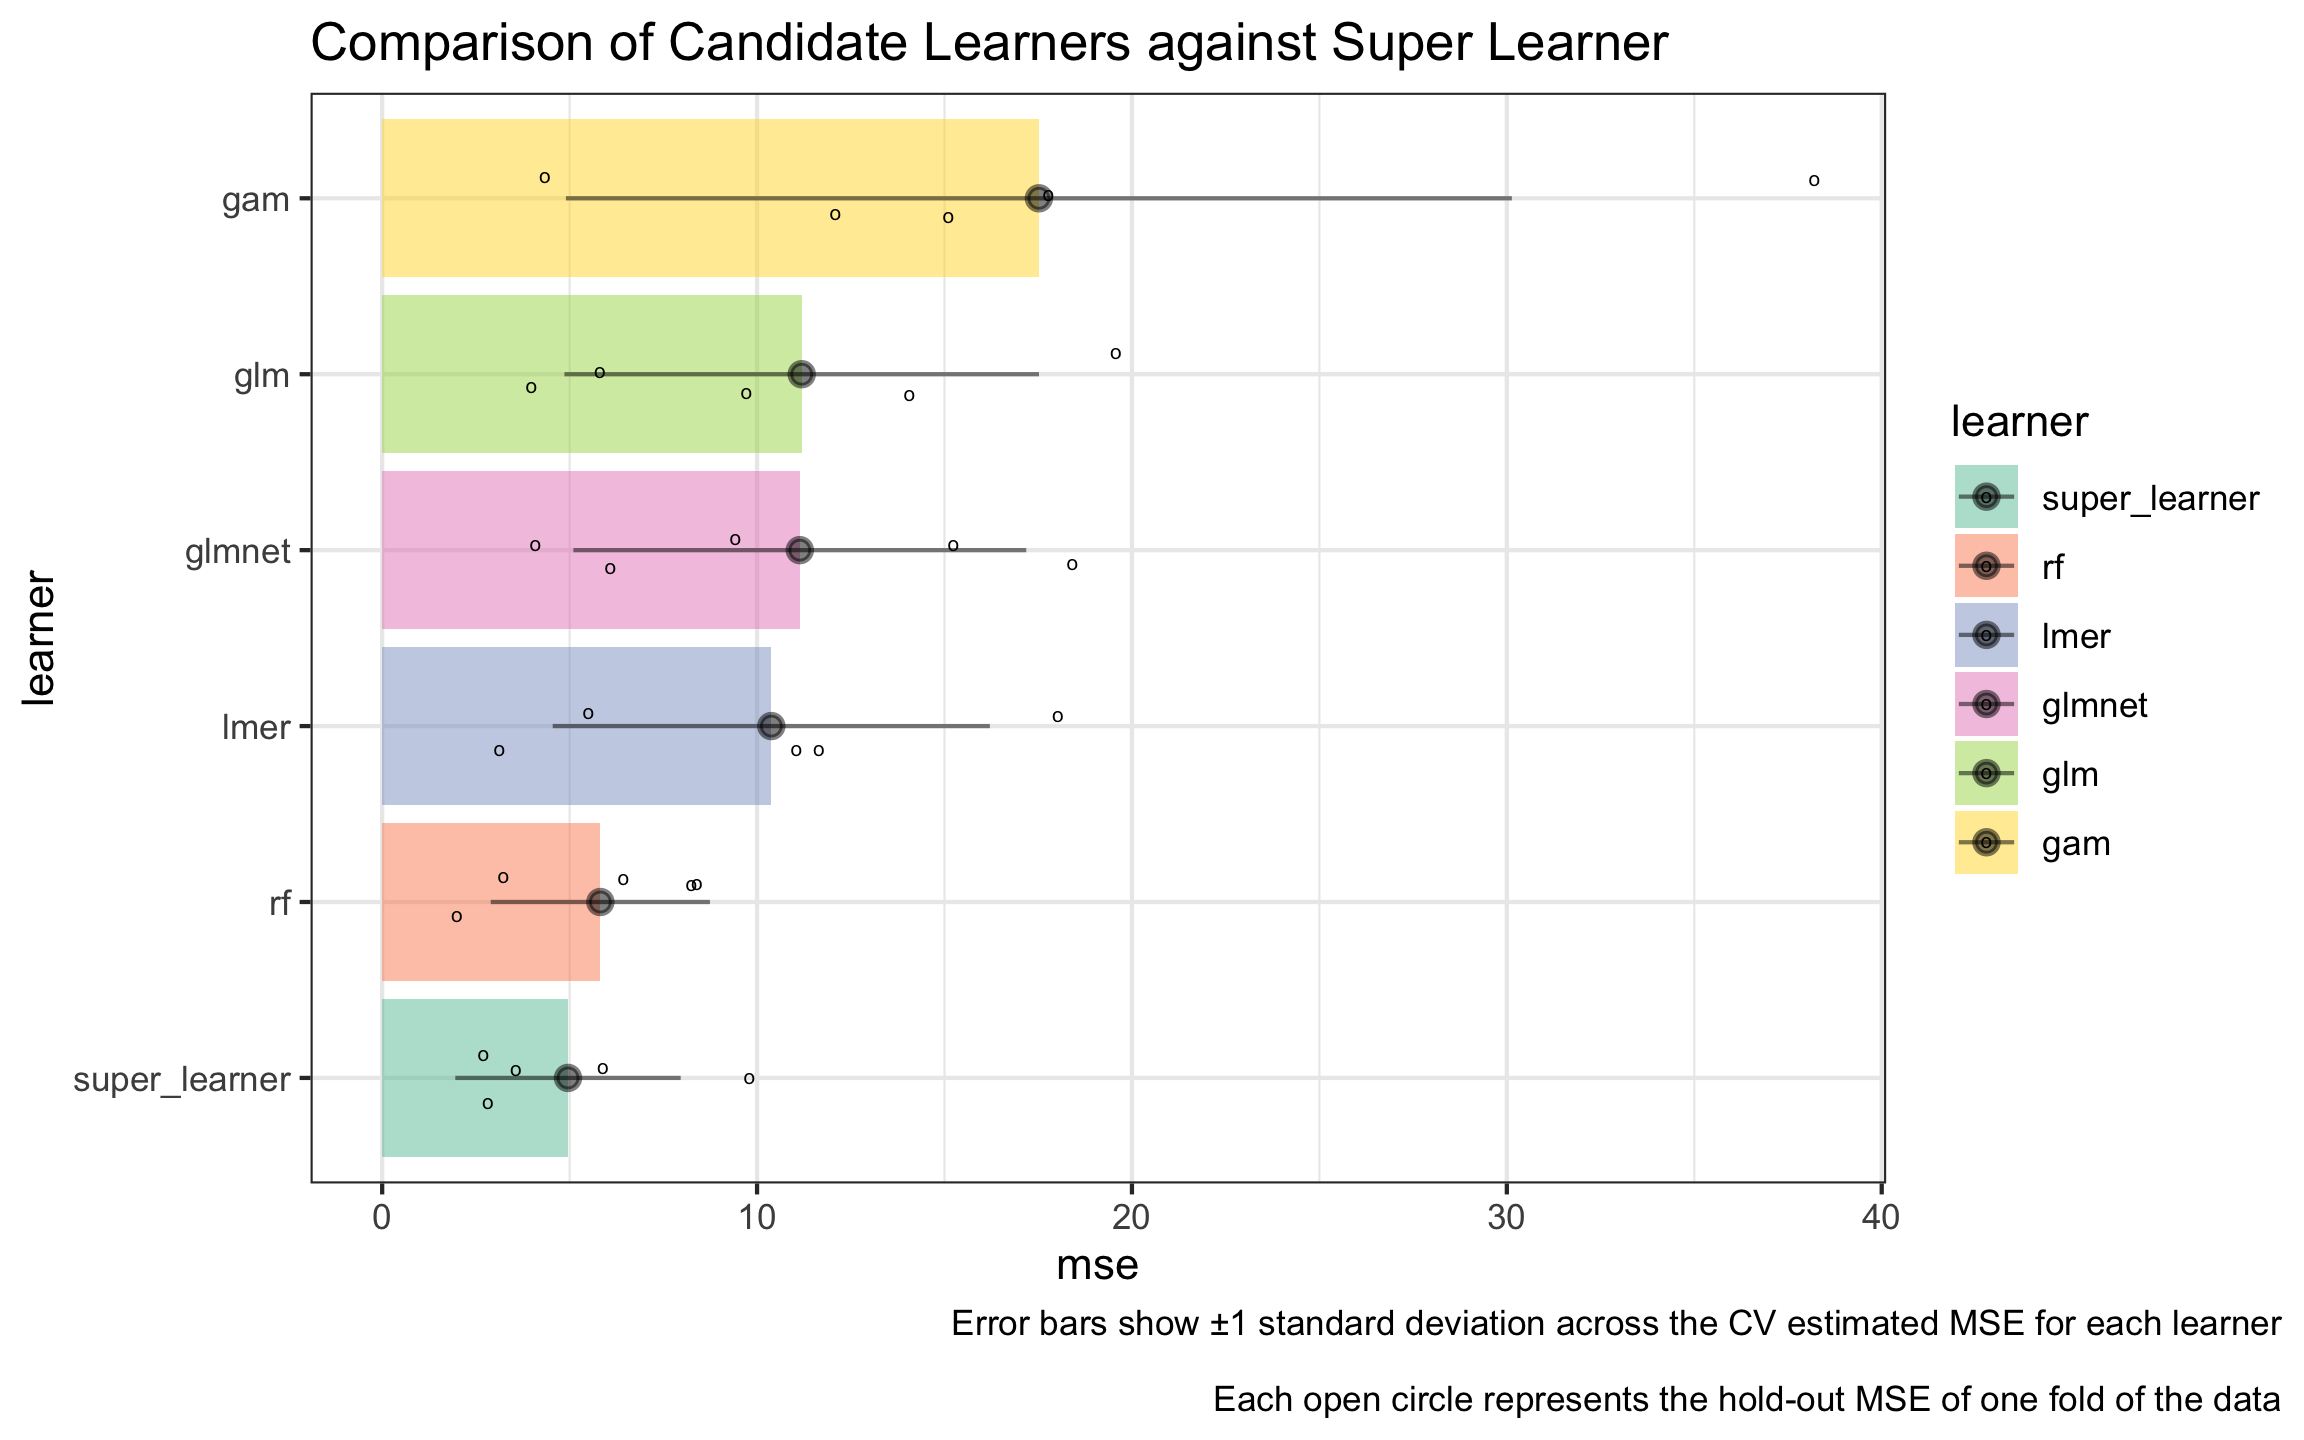 Comparison of Candidate Learners against Super Learner
learner
gam
glm
glmnet
lmer
rf
super_learner
0 10 20 30 40
mse
learner
super_learner
rf
lmer
glmnet
glm
gam
Error bars show ±1 standard deviation across the CV estimated MSE for each learner
Each open circle represents the hold-out MSE of one fold of the data